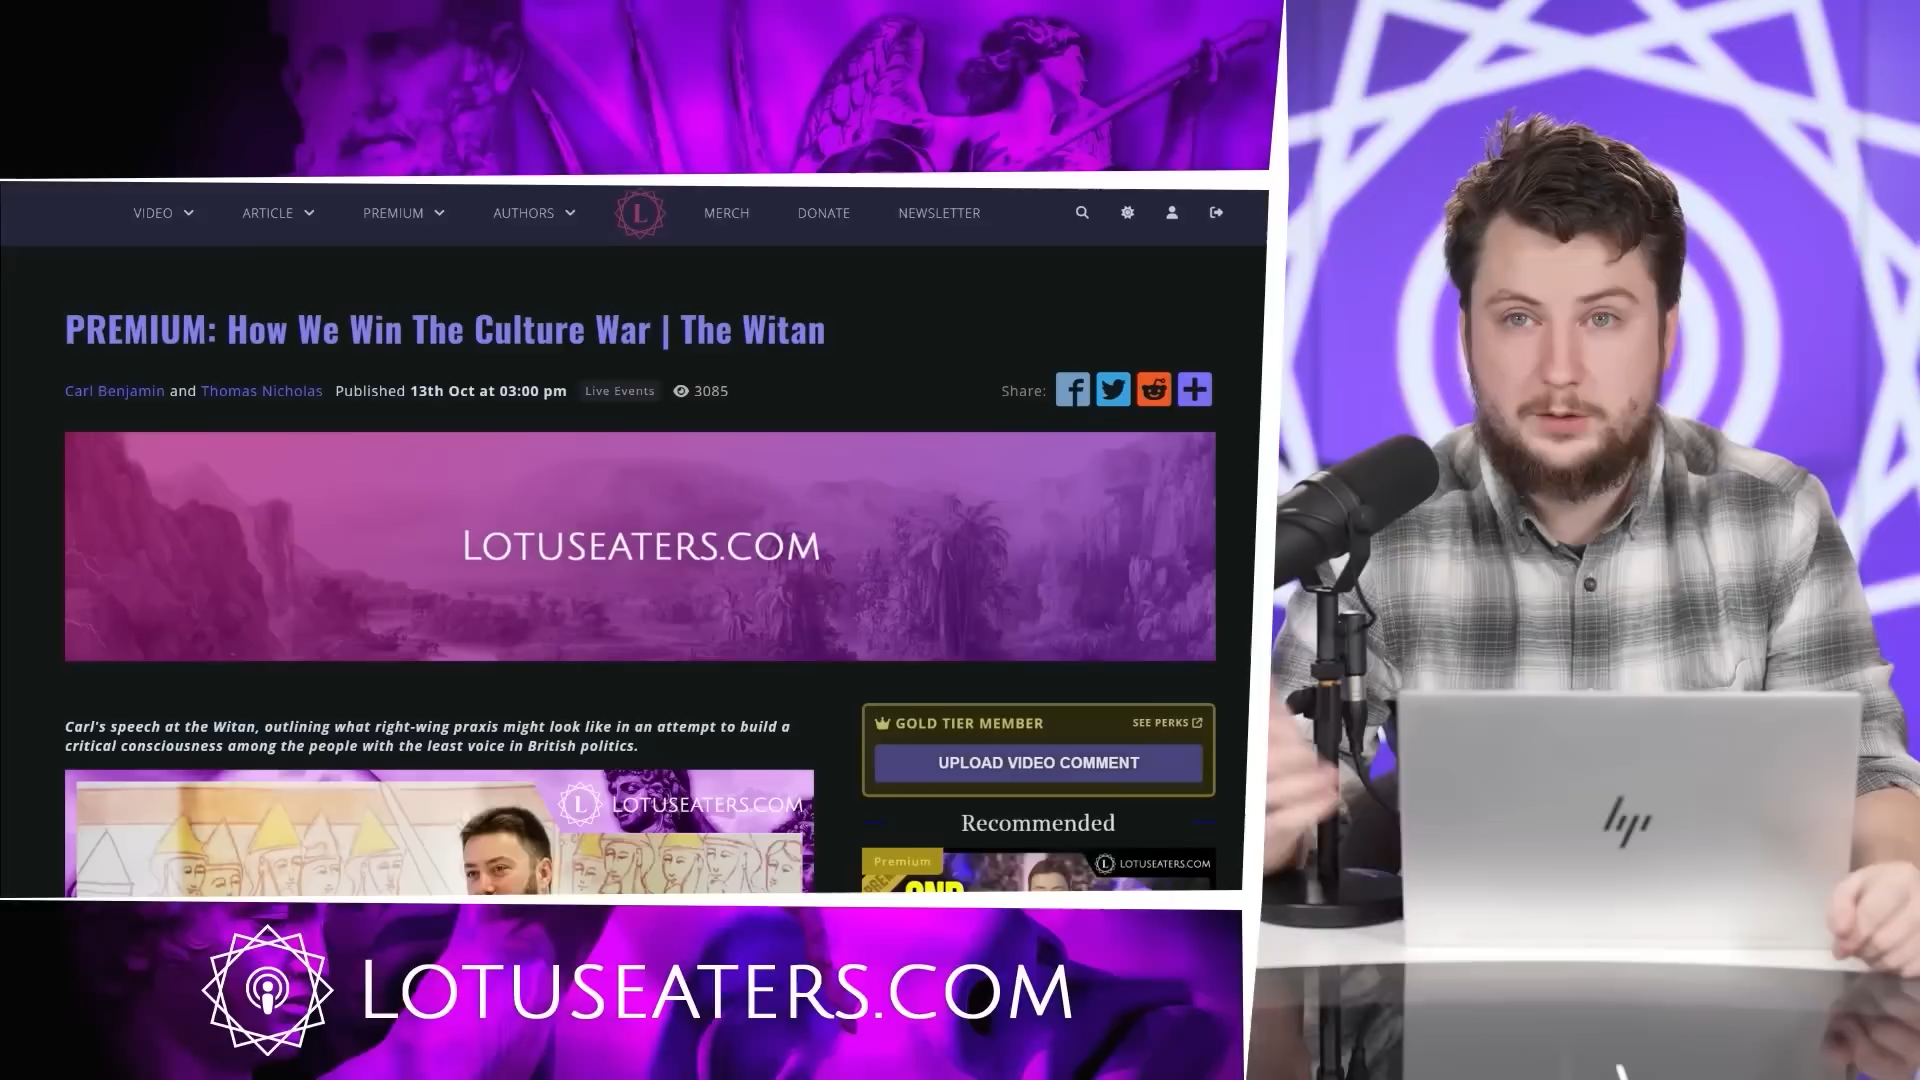 VIDEO ARTICLE PREMIUM AUTHORS L MERCH DONATE NEWSLETTER
PREMIUM: How We Win The Culture War | The Witan
Carl Benjamin and Thomas Nicholas Published 13th Oct at 03:00 pm Live Events 3085 Share:
LOTUSEATERS.COM
Carl's speech at the Witan, outlining what right-wing praxis might look like in an attempt to build a
critical consciousness among the people with the least voice in British politics.
L LOTUSEATERS.COM
GOLD TIER MEMBER SEE PERKS
UPLOAD VIDEO COMMENT
Recommended
Premium
L LOTUSEATERS.COM
LOTUSEATERS.COM
hp